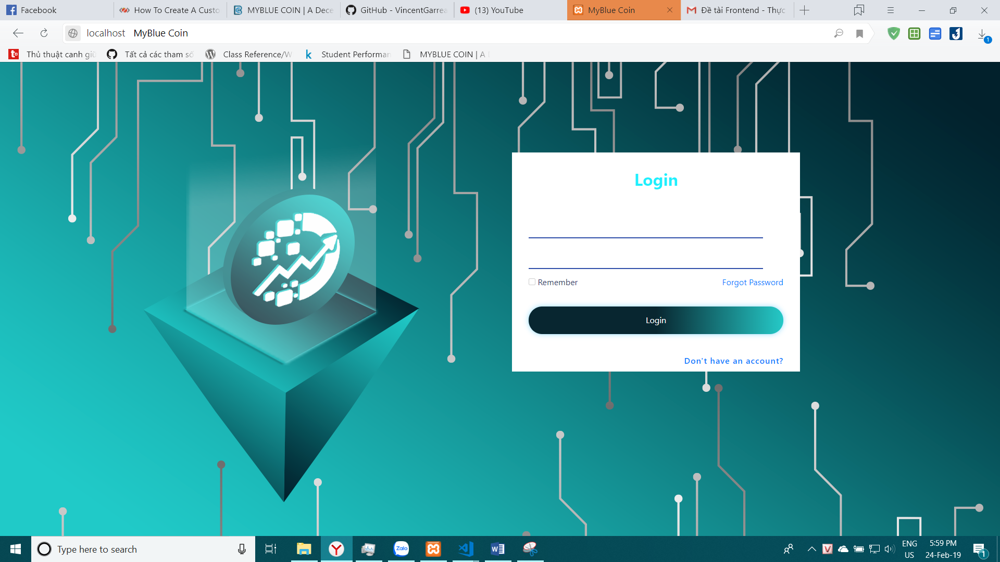 Facebook
How To Create A Custo
MYBLUE COIN | A Dece
GitHub - VincentGarrea
(13) YouTube
MyBlue Coin
Đề tài Frontend - Thực
localhost MyBlue Coin
1
Thủ thuật canh giữ
Tất cả các tham số
Class Reference/W
Student Performan
MYBLUE COIN | A D
Login
Remember
Forgot Password
Login
Don't have an account?
Type here to search
Zalo
ENG
US
5:59 PM
24-Feb-19
1